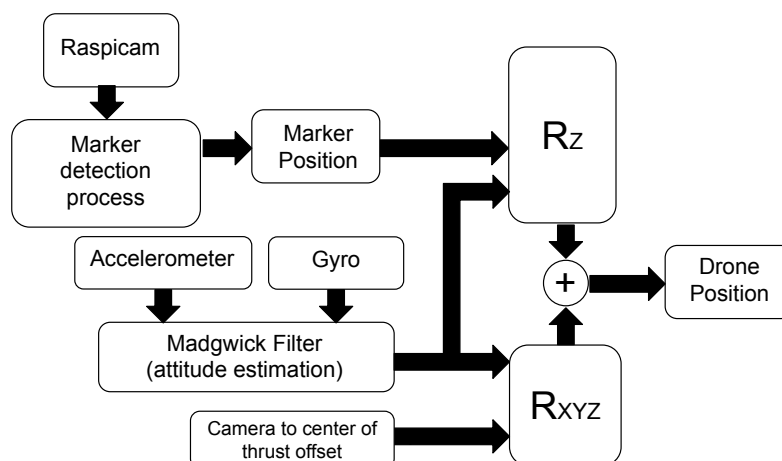 Raspicam
Marker
detection
process
Marker
Position
RZ
Accelerometer
Gyro
+
Drone
Position
Madgwick Filter
(attitude estimation)
RXYZ
Camera to center of
thrust offset